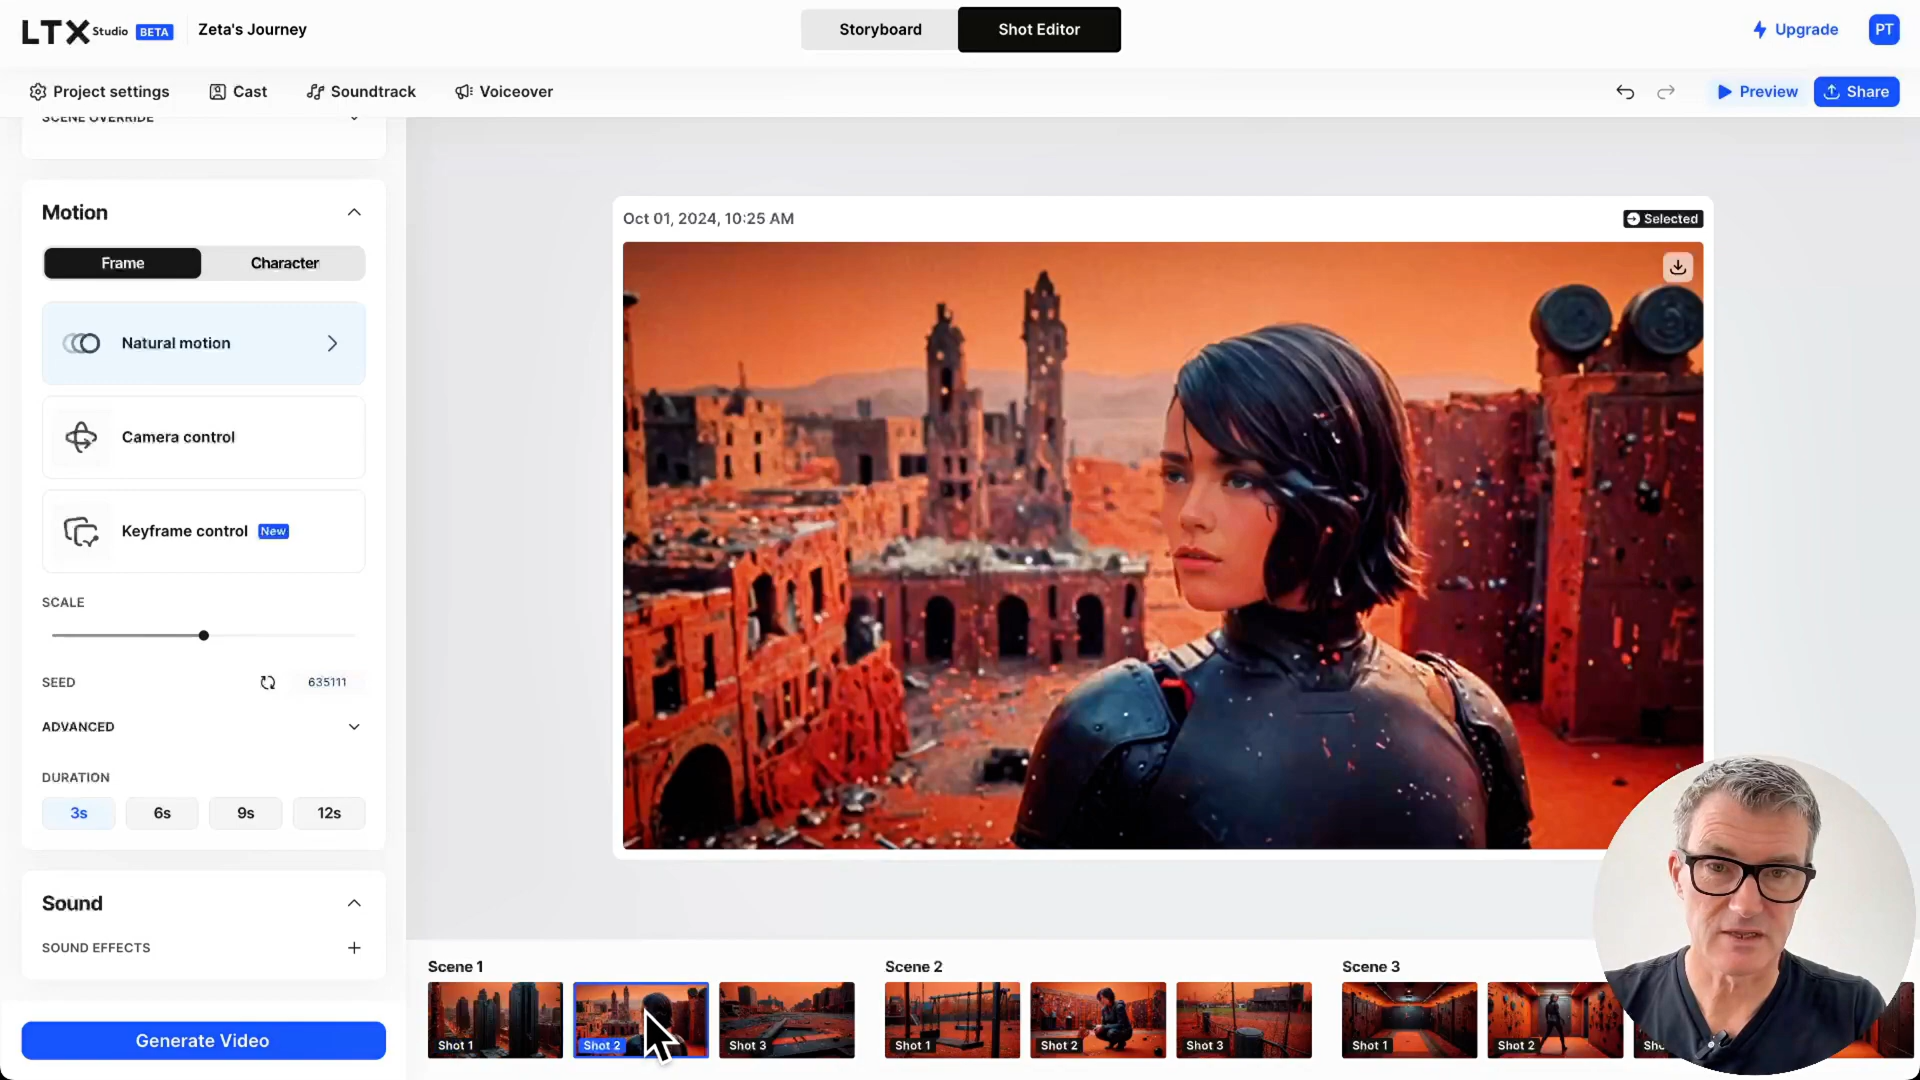 LTX Studio BETA Zeta's Journey
Storyboard
Shot Editor
Upgrade
PT
Project settings
Cast
Soundtrack
Voiceover
Preview
Share
SCENE OVERRIDE
Motion
Frame
Character
Natural motion
Camera control
Keyframe control New
SCALE
SEED
635111
ADVANCED
DURATION
3s
6s
9s
12s
Sound
SOUND EFFECTS
Generate Video
Oct 01, 2024, 10:25 AM
Selected
Scene 1
Scene 2
Scene 3
Shot 1
Shot 2
Shot 3
Shot 1
Shot 2
Shot 3
Shot 1
Shot 2